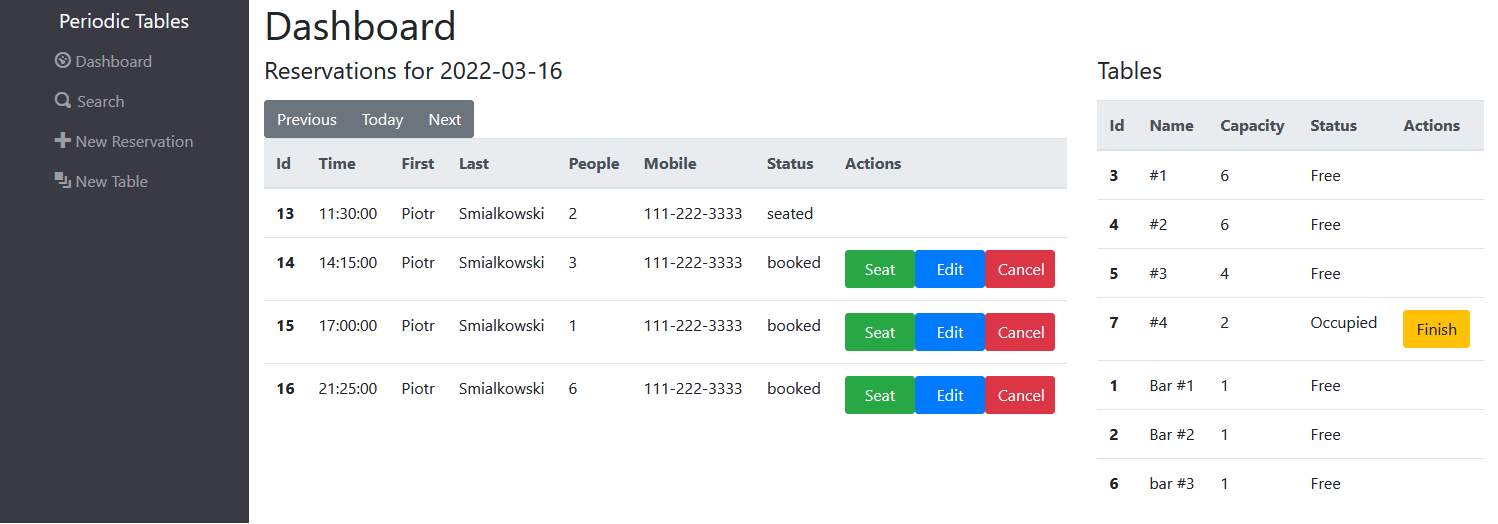 Periodic Tables
Dashboard
Search
New Reservation
New Table
Dashboard
Reservations for 2022-03-16
Previous Today Next
Id Time First Last People Mobile Status Actions
13 11:30:00 Piotr Smialkowski 2 111-222-3333 seated
14 14:15:00 Piotr Smialkowski 3 111-222-3333 booked Seat Edit Cancel
15 17:00:00 Piotr Smialkowski 1 111-222-3333 booked Seat Edit Cancel
16 21:25:00 Piotr Smialkowski 6 111-222-3333 booked Seat Edit Cancel
Tables
Id Name Capacity Status Actions
3 #1 6 Free
4 #2 6 Free
5 #3 4 Free
7 #4 2 Occupied Finish
1 Bar #1 1 Free
2 Bar #2 1 Free
6 bar #3 1 Free